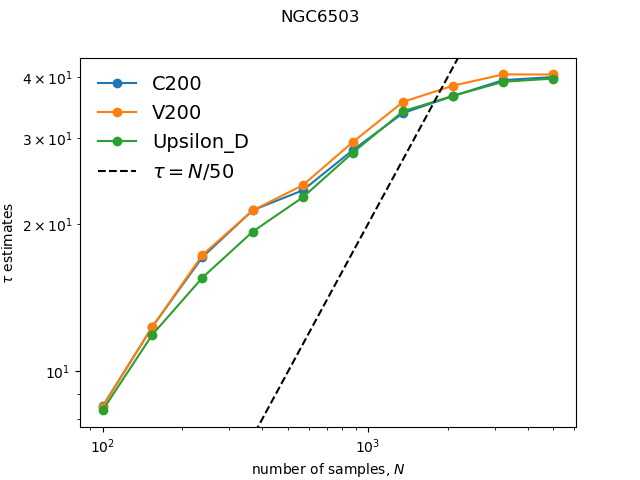 NGC6503
C200
V200
Upsilon_D
τ = N/50
τ estimates
4 × 10¹
3 × 10¹
2 × 10¹
10¹
10²
10³
number of samples, N